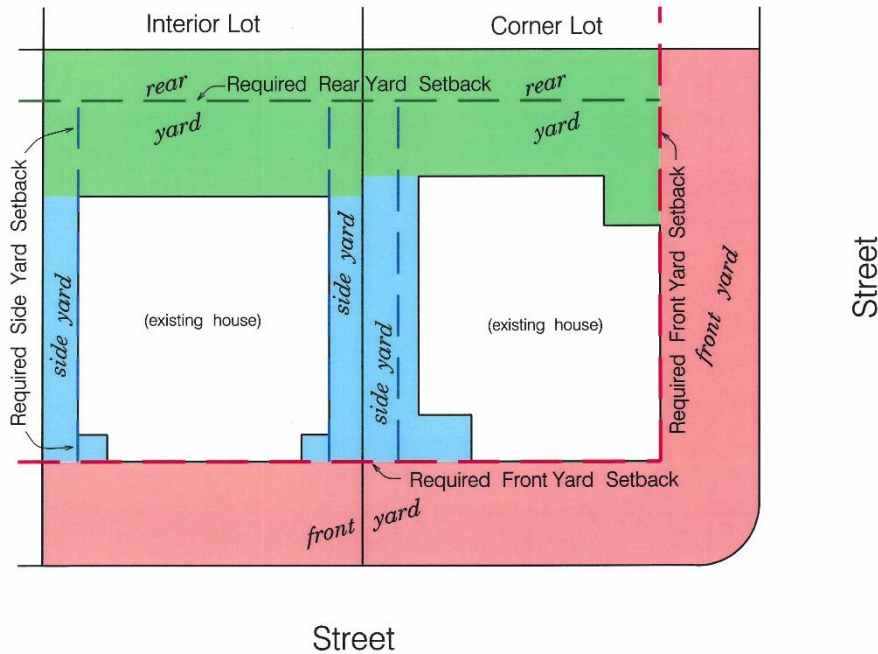 Interior Lot
Corner Lot
rear
Required Rear Yard Setback
rear
yard
yard
Required Side Yard Setback
side yard
(existing house)
side yard
side yard
(existing house)
Required Front Yard Setback
front yard
Street
Required Front Yard Setback
front yard
Street